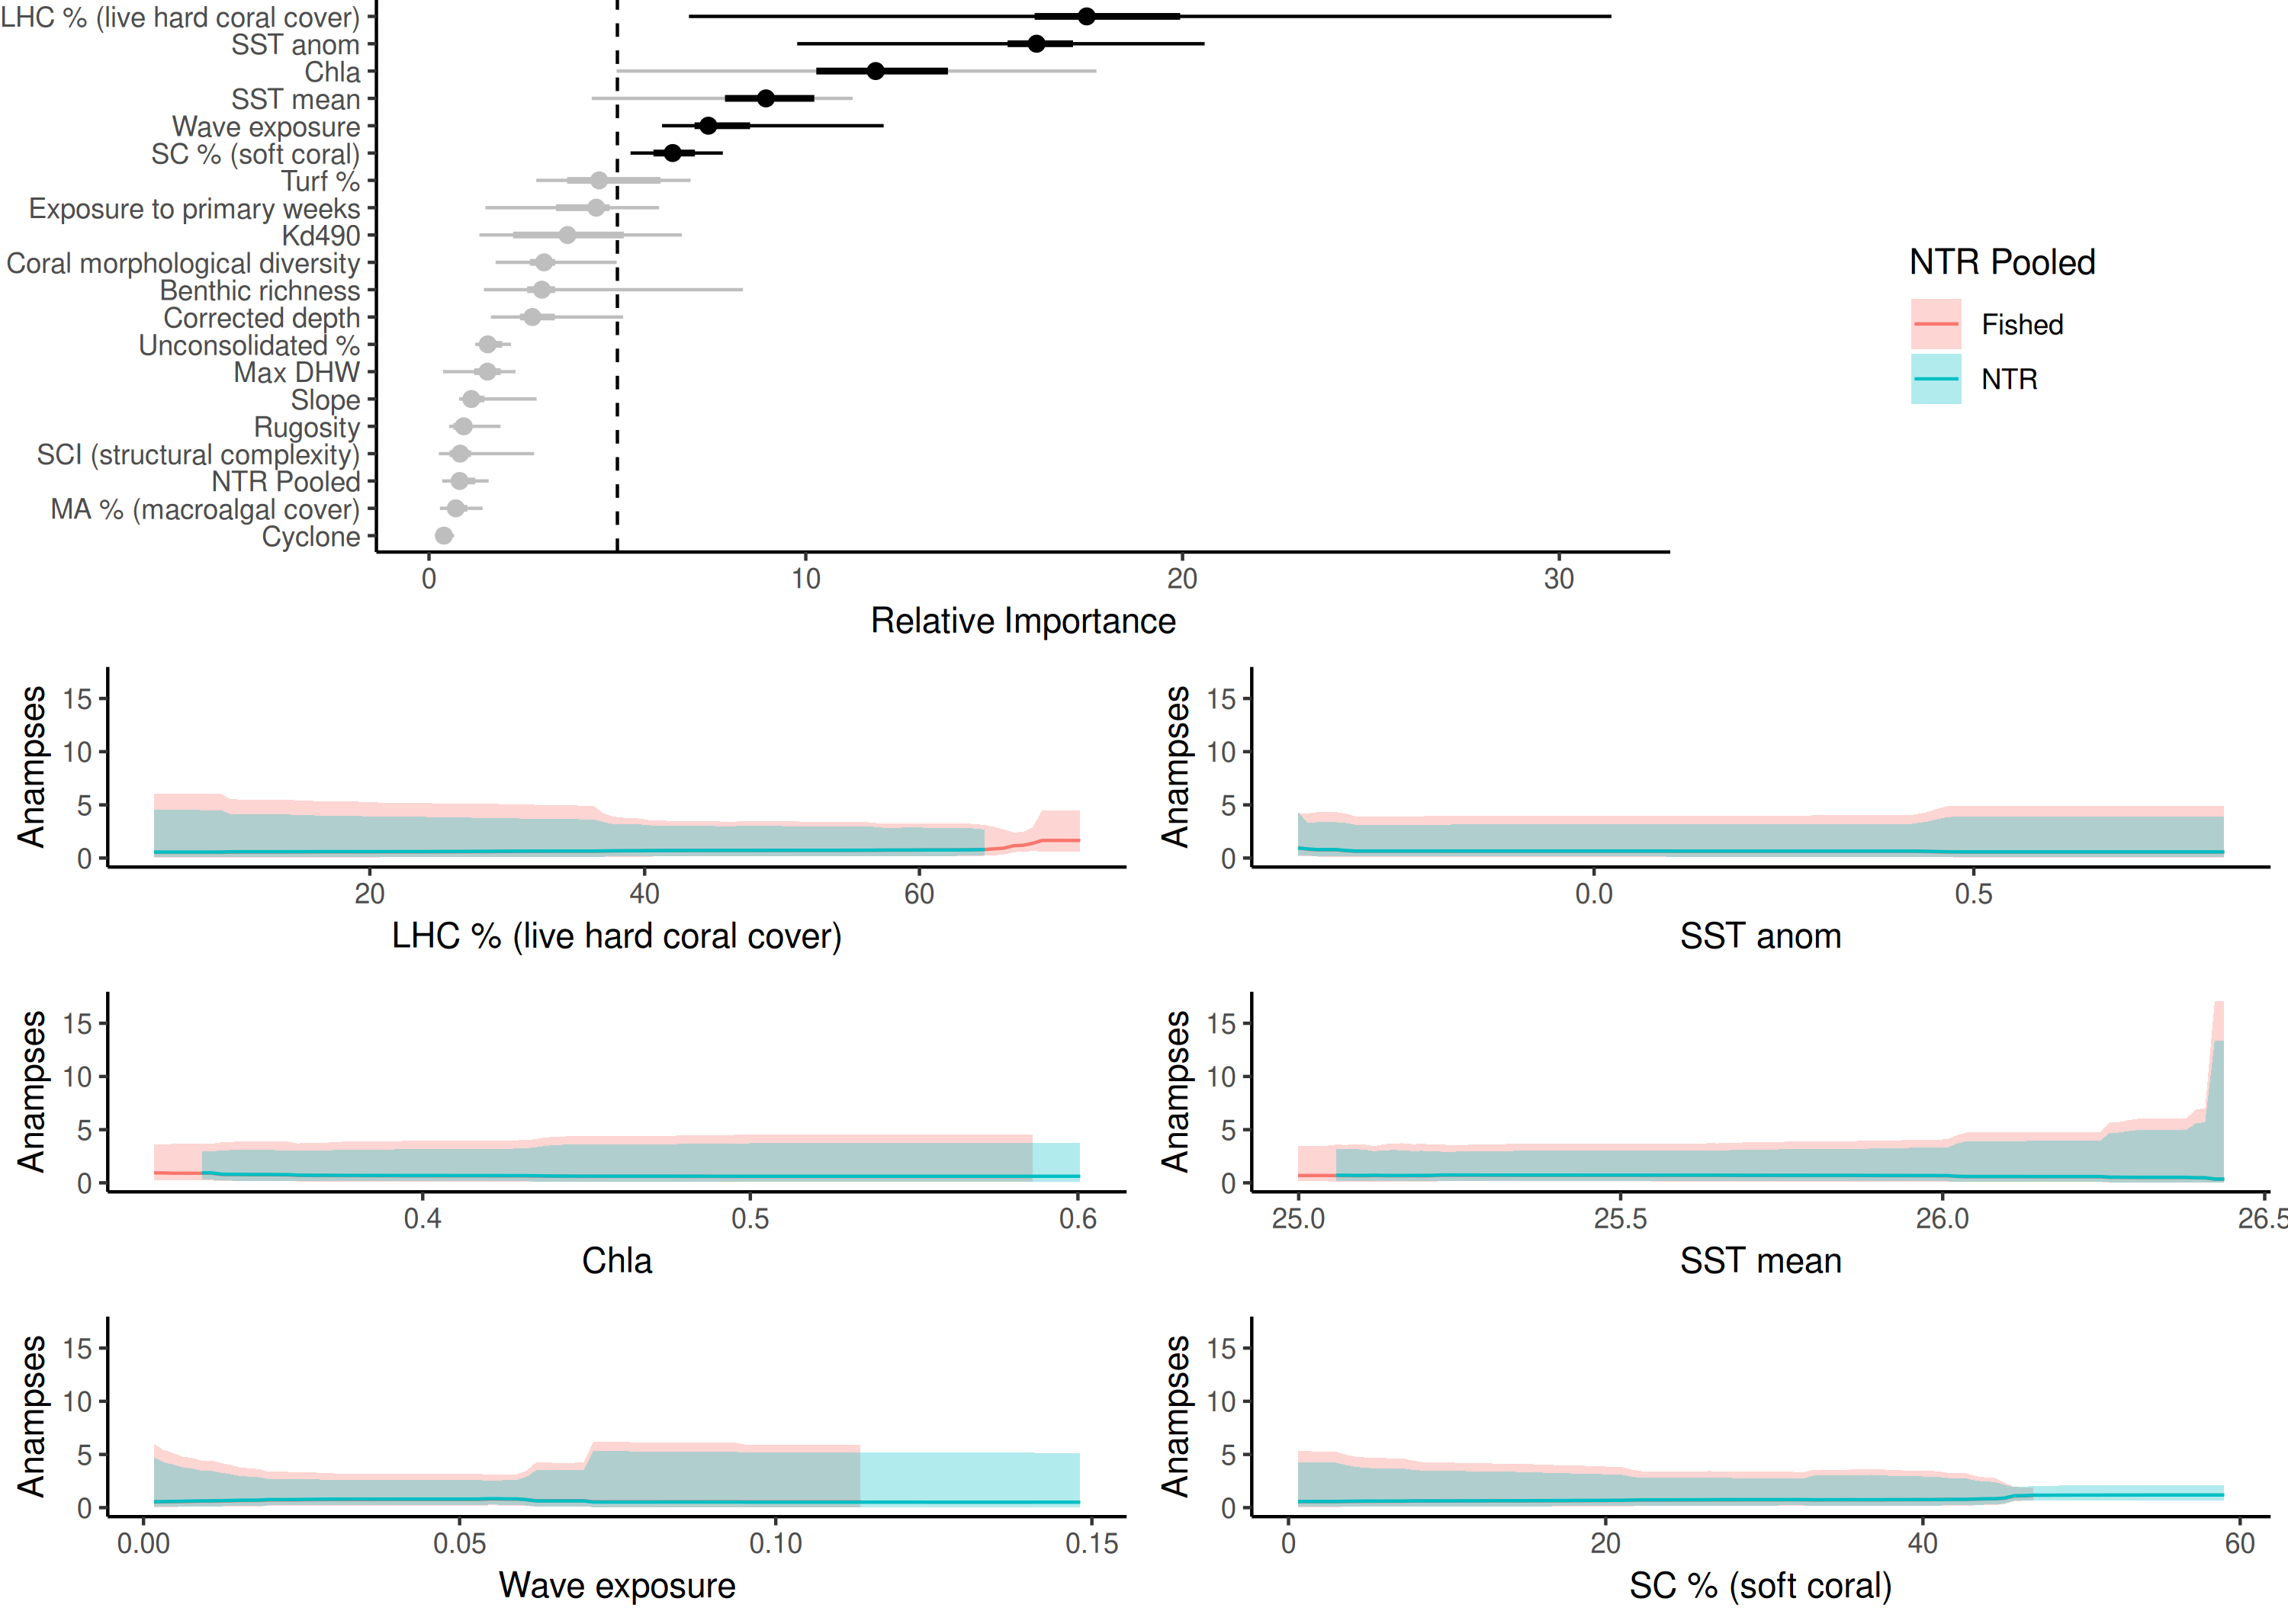 LHC % (live hard coral cover)
SST anom
Chla
SST mean
Wave exposure
SC % (soft coral)
Turf %
Exposure to primary weeks
Kd490
Coral morphological diversity
Benthic richness
Corrected depth
Unconsolidated %
Max DHW
Slope
Rugosity
SCI (structural complexity)
NTR Pooled
MA % (macroalgal cover)
Cyclone
0 10 20 30
Relative Importance
NTR Pooled
Fished
NTR
Anampses
15
10
5
0
20 40 60
LHC % (live hard coral cover)
Anampses
15
10
5
0
0.0 0.5
SST anom
Anampses
15
10
5
0
0.4 0.5 0.6
Chla
Anampses
15
10
5
0
25.0 25.5 26.0 26.5
SST mean
Anampses
15
10
5
0
0.00 0.05 0.10 0.15
Wave exposure
Anampses
15
10
5
0
0 20 40 60
SC % (soft coral)